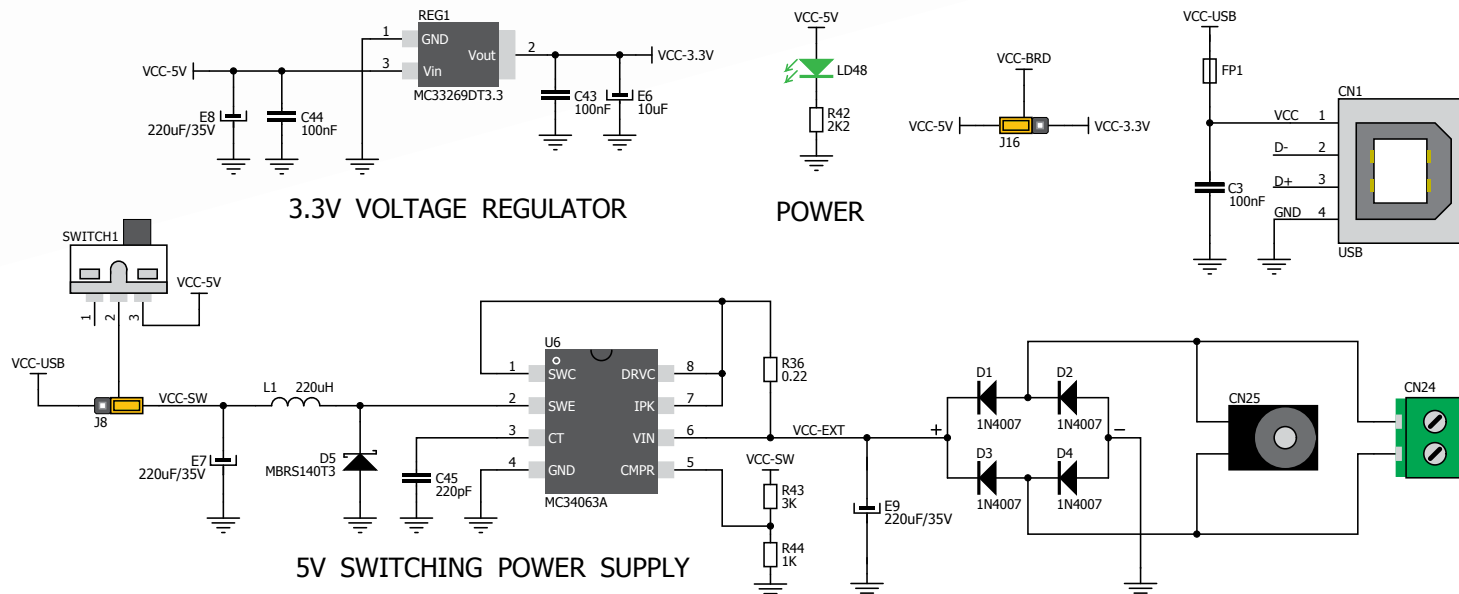 REG1
1
GND
Vout
2
VCC-3.3V
VCC-5V
3
Vin
MC33269DT3.3
E8
220uF/35V
C44
100nF
C43
100nF
E6
10uF
3.3V VOLTAGE REGULATOR
VCC-5V
LD48
R42
2K2
POWER
VCC-BRD
VCC-5V
VCC-3.3V
J16
VCC-USB
FP1
CN1
VCC
1
D-
2
D+
3
GND
4
C3
100nF
USB
SWITCH1
VCC-5V
1
2
3
VCC-USB
J8
VCC-SW
L1
220uH
E7
220uF/35V
D5
MBRS140T3
C45
220pF
U6
1
SWC
DRVC
8
2
SWE
IPK
7
3
CT
VIN
6
4
GND
CMPR
5
MC34063A
R36
0.22
VCC-EXT
VCC-SW
R43
3K
R44
1K
E9
220uF/35V
+
-
D1
1N4007
D2
1N4007
D3
1N4007
D4
1N4007
CN25
CN24
5V SWITCHING POWER SUPPLY